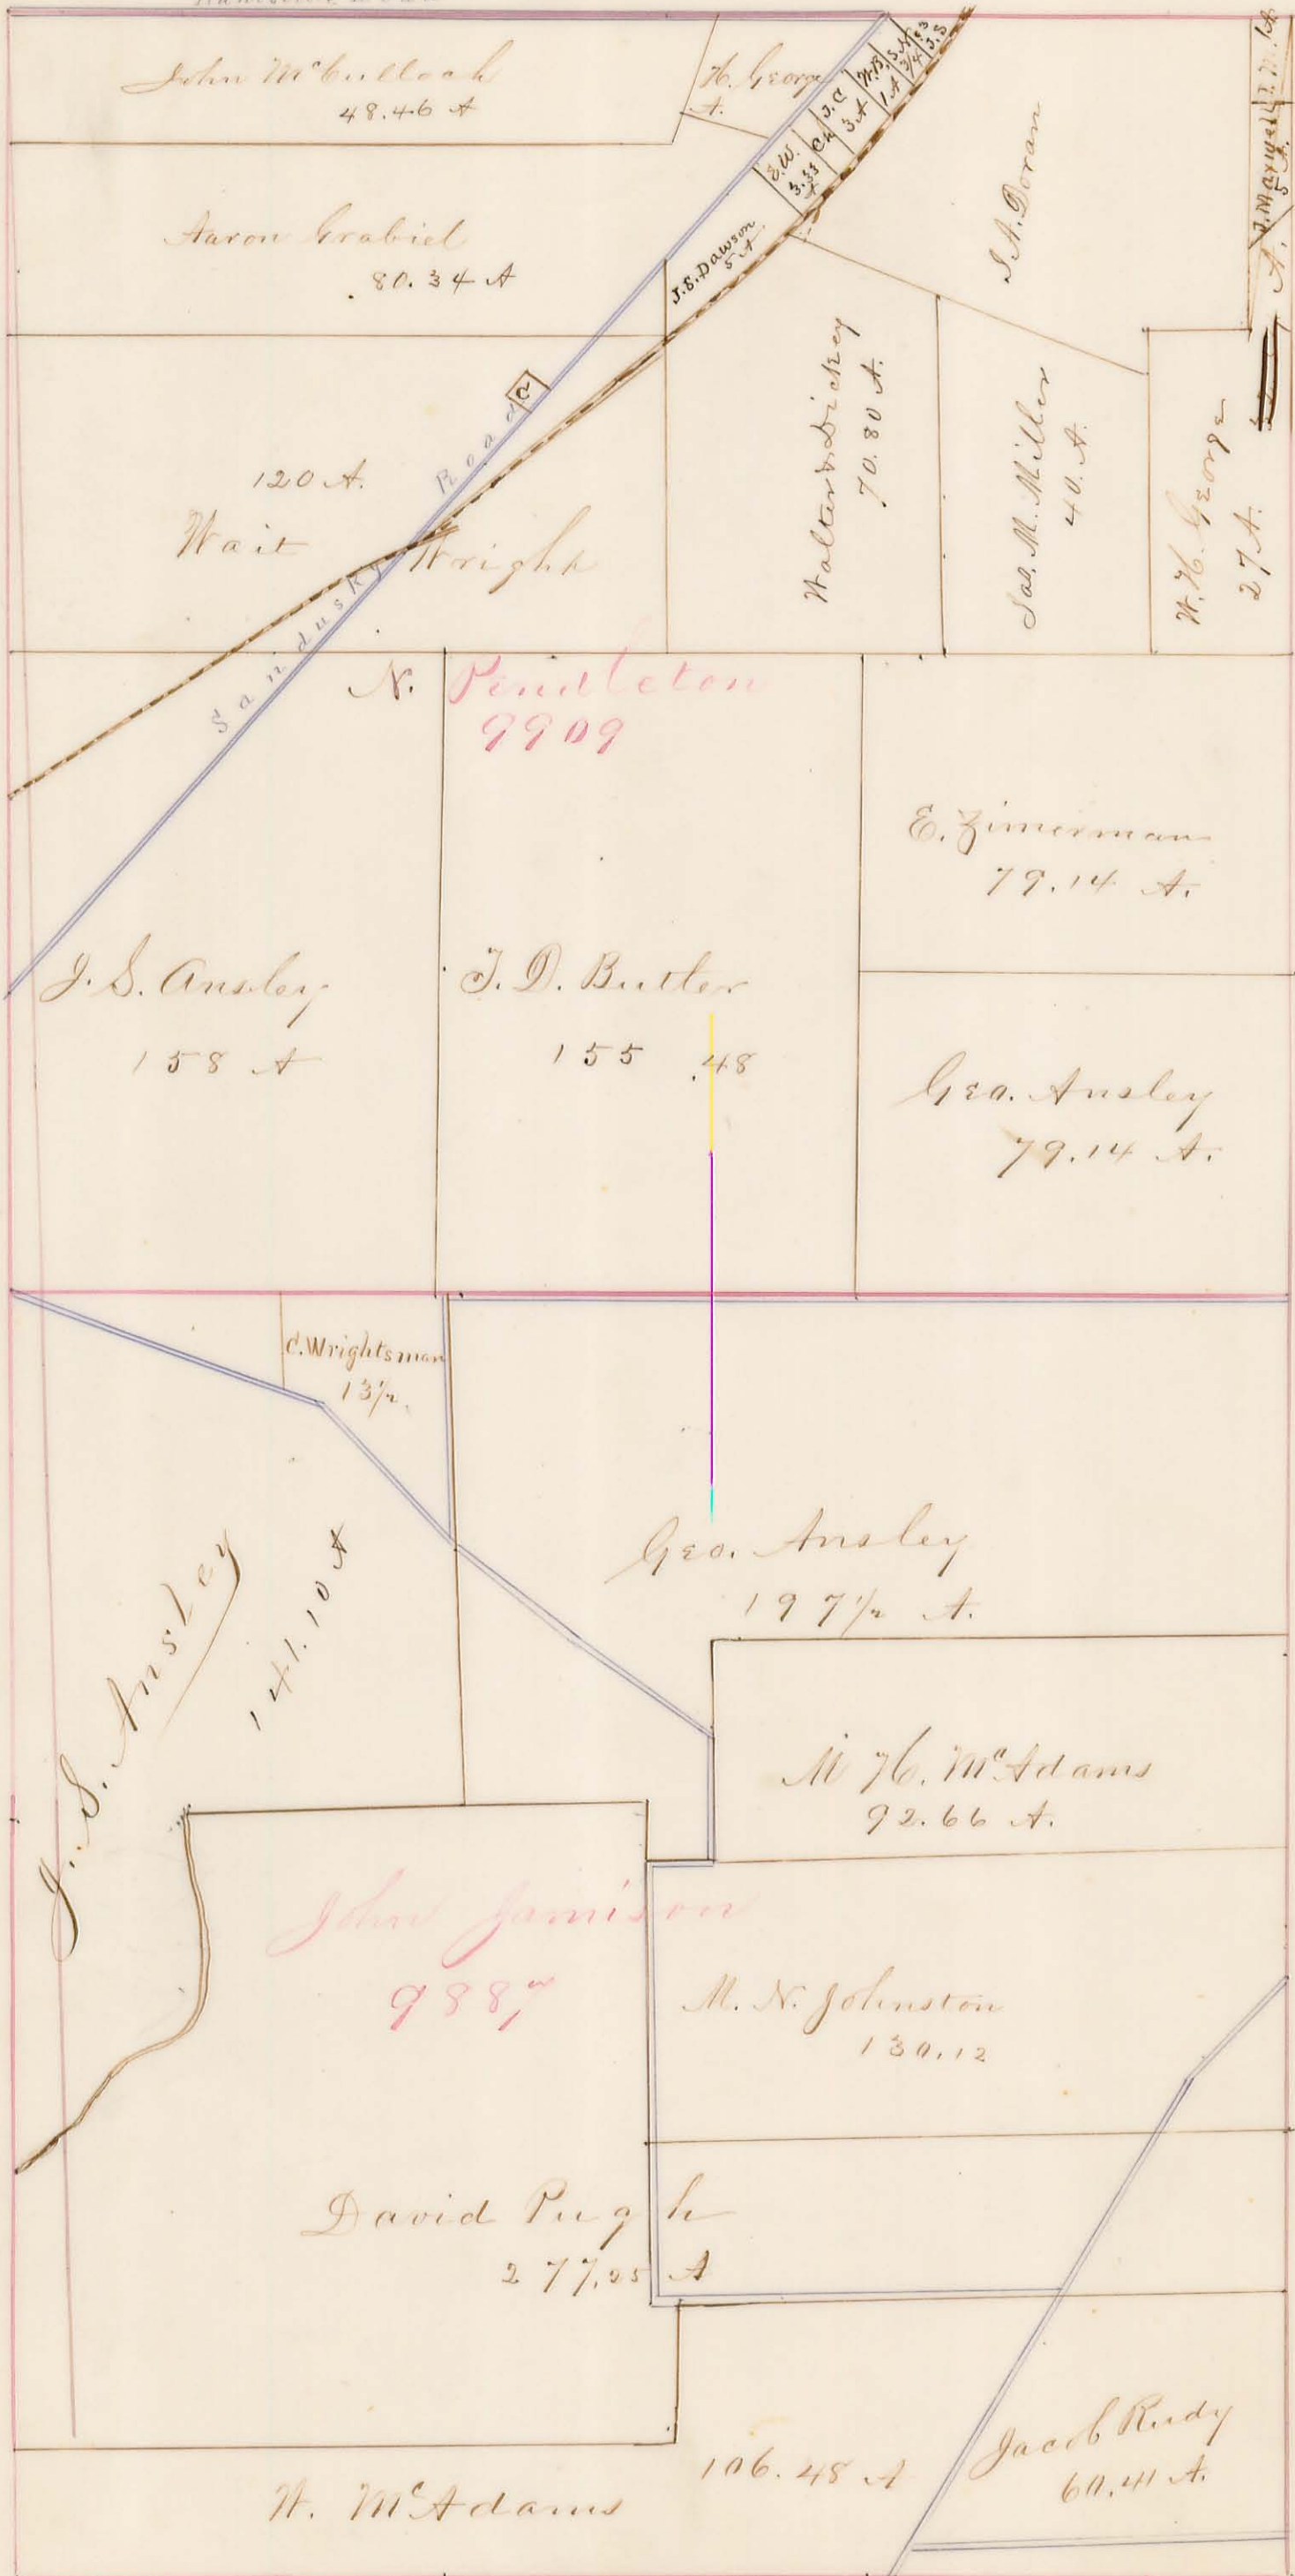 John McCulloch
48.46 A
H. George
A.
E.W.
3.33
A
Ch
J.C
3 A
W.B.
1 A
S.N
3/4
J.S
J. Maxwell
5 A.
Aaron Grabiel
80.34 A
J.S. Dawson
5 A
J.A. Doran
Walter & Dickey
70.80 A.
Jas. M. Miller
40 A.
W.H. George
27 A.
A.
120 A.
Wait Wright
Sandusky Road
N. Pendleton
9909
E. Zimerman
79.14 A.
J. S. Ansley
158 A
T. D. Butler
155 .48
Geo. Ansley
79.14 A.
C. Wrightsman
13 1/2.
Geo. Ansley
197 1/2 A.
J. S. Ansley
141.10 A
M H. McAdams
92.66 A.
John Jamison
9887
M. N. Johnston
130.12
David Pugh
277.25 A
106.48 A
W. McAdams
Jacob Rudy
60.41 A.